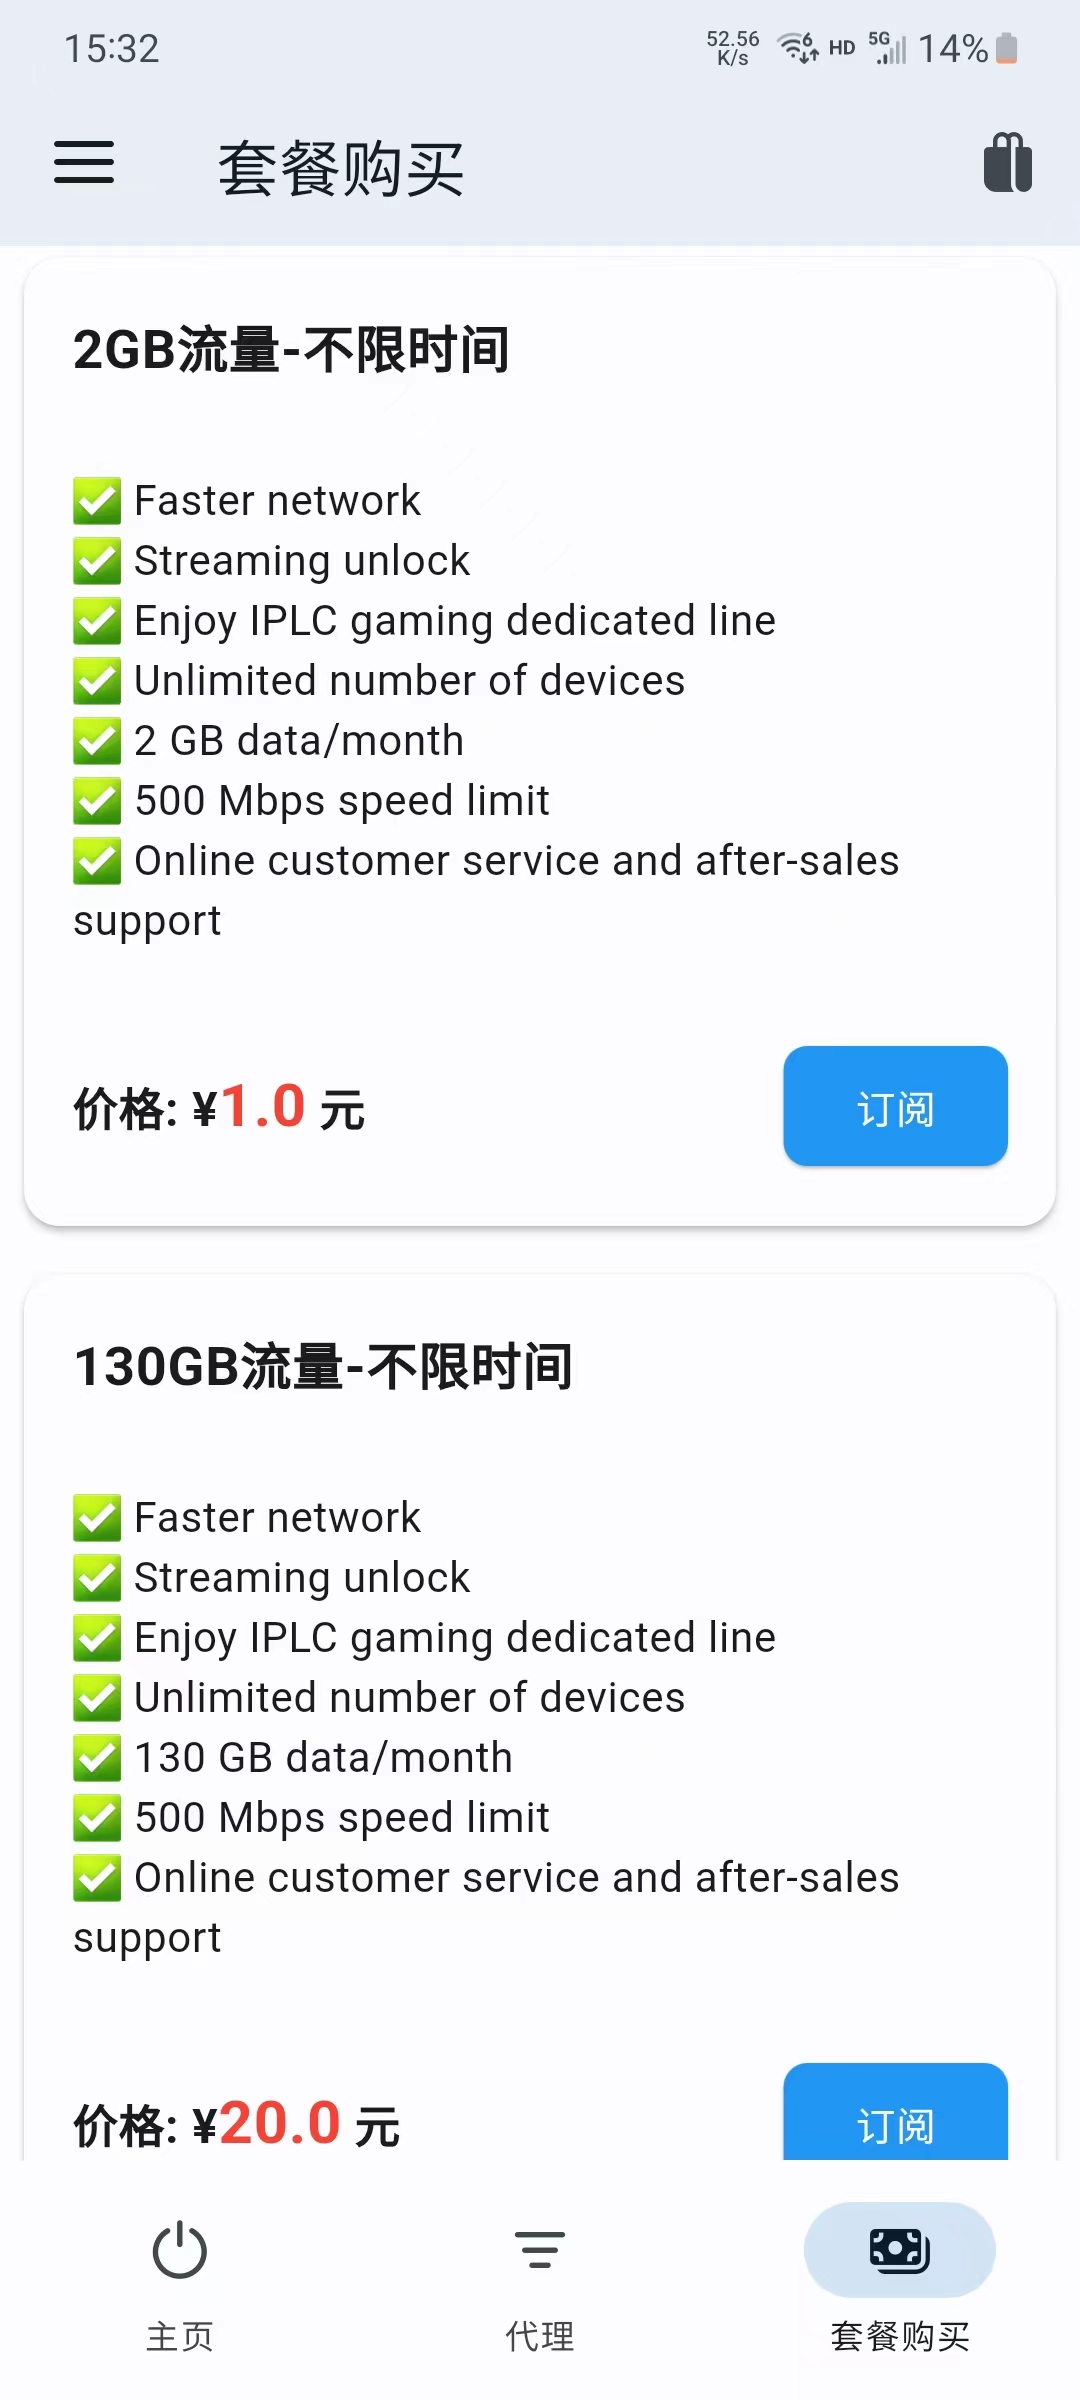 15:32
52.56
K/s
6
HD
5G
14%
套餐购买
2GB流量-不限时间
✅ Faster network
✅ Streaming unlock
✅ Enjoy IPLC gaming dedicated line
✅ Unlimited number of devices
✅ 2 GB data/month
✅ 500 Mbps speed limit
✅ Online customer service and after-sales
support
价格: ¥1.0 元
订阅
130GB流量-不限时间
✅ Faster network
✅ Streaming unlock
✅ Enjoy IPLC gaming dedicated line
✅ Unlimited number of devices
✅ 130 GB data/month
✅ 500 Mbps speed limit
✅ Online customer service and after-sales
support
价格: ¥20.0 元
订阅
主页
代理
套餐购买